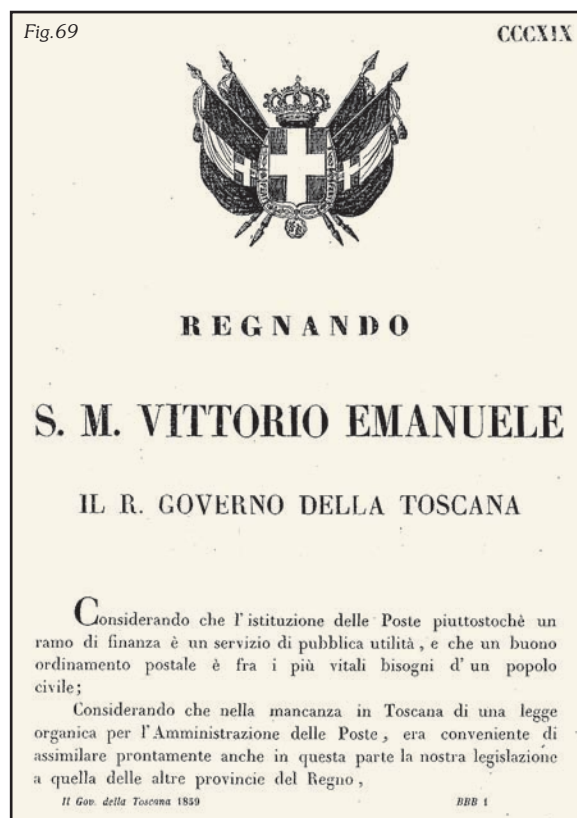 Fig.69
CCCXIX
REGNANDO
S. M. VITTORIO EMANUELE
IL R. GOVERNO DELLA TOSCANA
Considerando che l'istituzione delle Poste piuttostochè un
ramo di finanza è un servizio di pubblica utilità, e che un buono
ordinamento postale è fra i più vitali bisogni d'un popolo
civile;
Considerando che nella mancanza in Toscana di una legge
organica per l'Amministrazione delle Poste, era conveniente di
assimilare prontamente anche in questa parte la nostra legislazione
a quella delle altre provincie del Regno,
Il Gov. della Toscana 1859
BBB 1